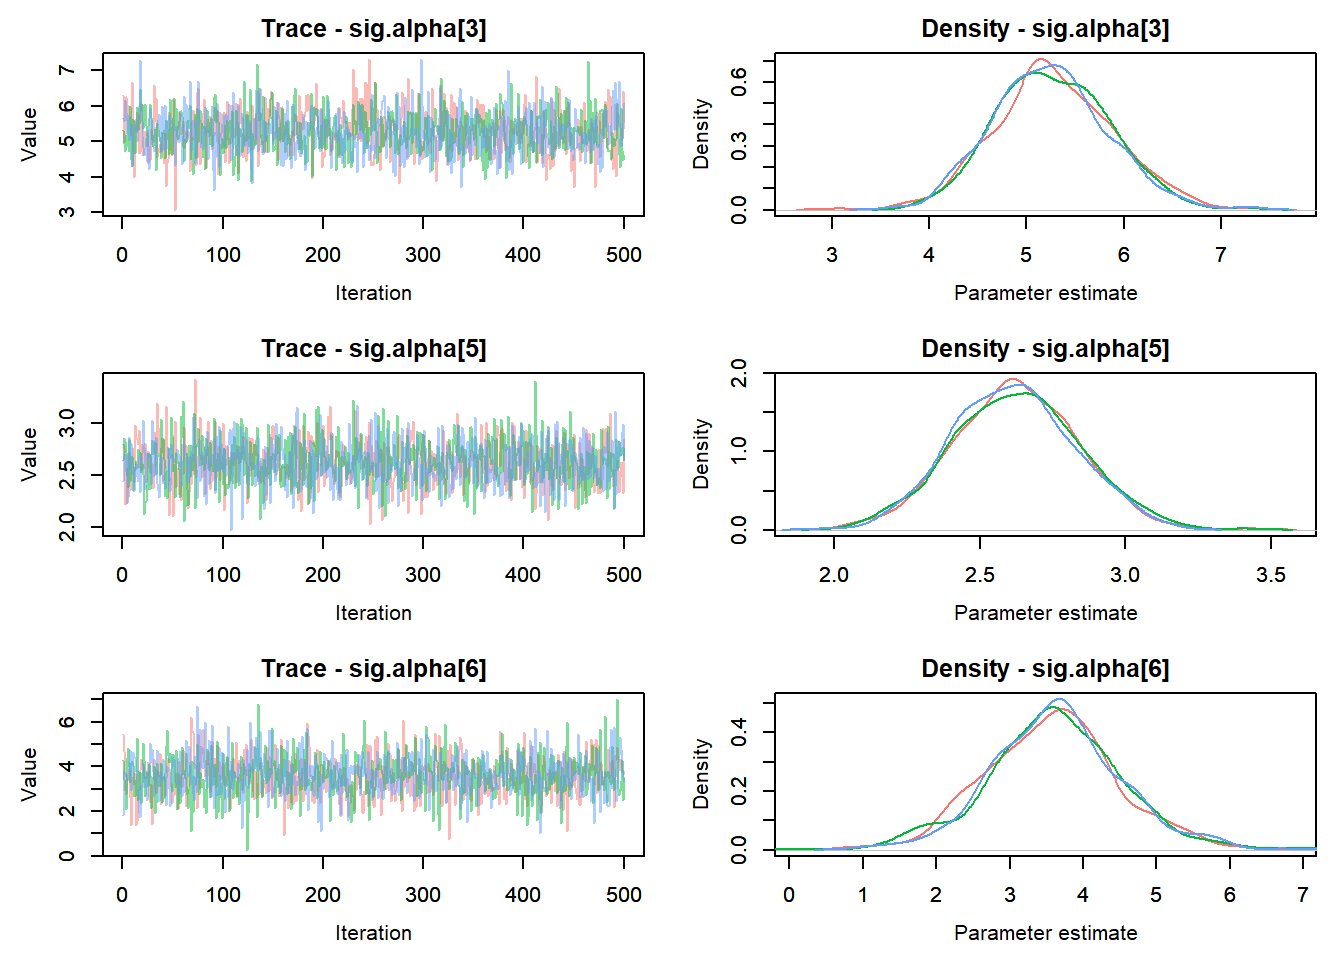 Trace - sig.alpha[3]
Value
3 4 5 6 7
0 100 200 300 400 500
Iteration
Density - sig.alpha[3]
Density
0.0 0.3 0.6
3 4 5 6 7
Parameter estimate
Trace - sig.alpha[5]
Value
2.0 2.5 3.0
0 100 200 300 400 500
Iteration
Density - sig.alpha[5]
Density
0.0 1.0 2.0
2.0 2.5 3.0 3.5
Parameter estimate
Trace - sig.alpha[6]
Value
0 2 4 6
0 100 200 300 400 500
Iteration
Density - sig.alpha[6]
Density
0.0 0.2 0.4
0 1 2 3 4 5 6 7
Parameter estimate